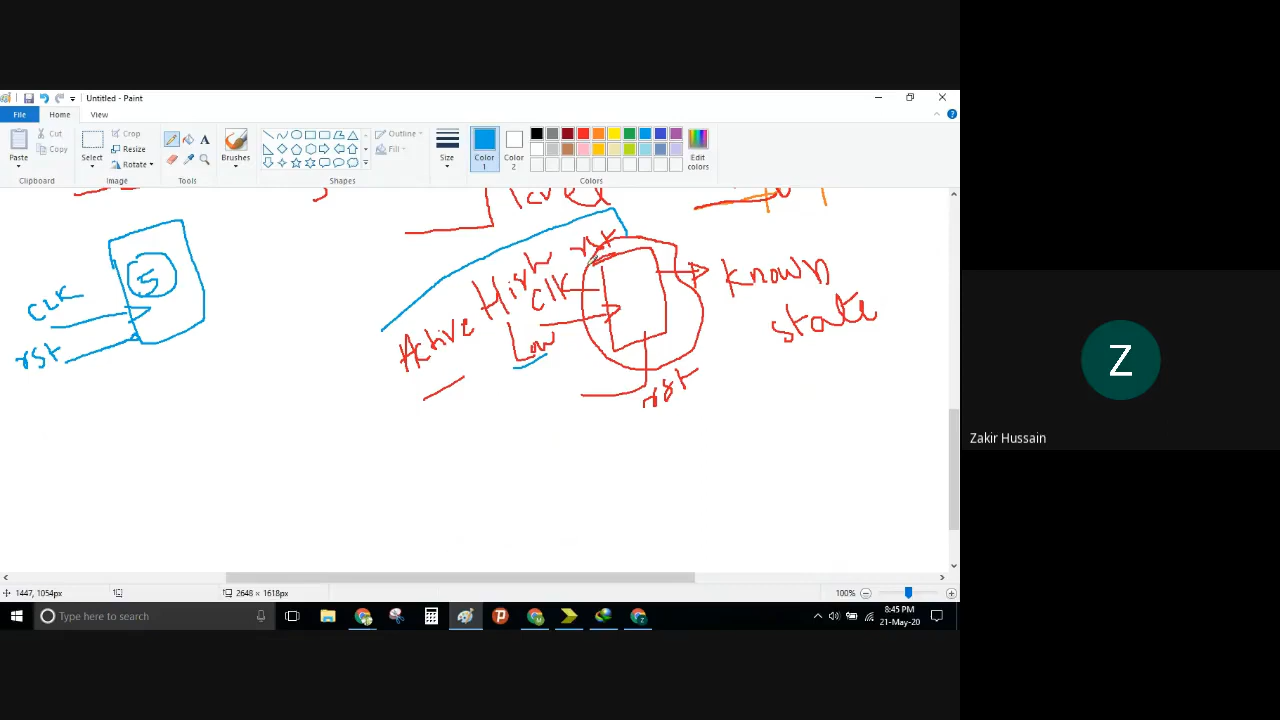 Untitled - Paint
File
Home
View
Paste
Cut
Copy
Clipboard
Select
Crop
Resize
Rotate
Image
Tools
Brushes
Outline
Fill
Shapes
Size
Color 1
Color 2
Edit colors
Colors
level
CLK
rst
5
Active High
Low
rst
CLK
rst
known
state
Z
Zakir Hussain
1447, 1054px
2648 × 1618px
100%
Type here to search
8:45 PM
21-May-20